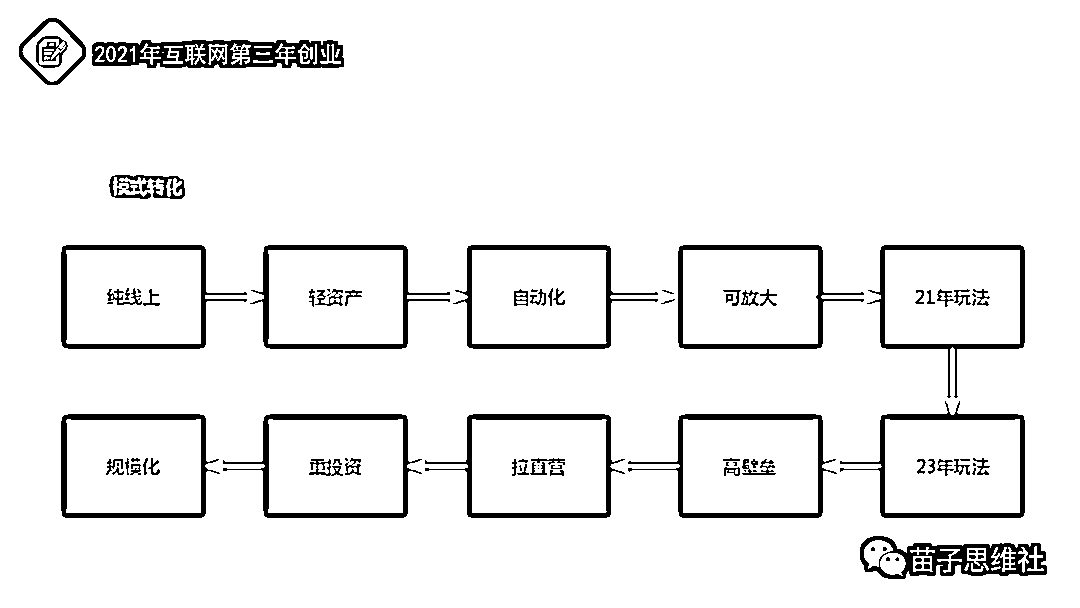 2021年互联网第三年创业
模式转化
纯线上
轻资产
自动化
可放大
21年玩法
规模化
重投资
拉直营
高壁垒
23年玩法
苗子思维社